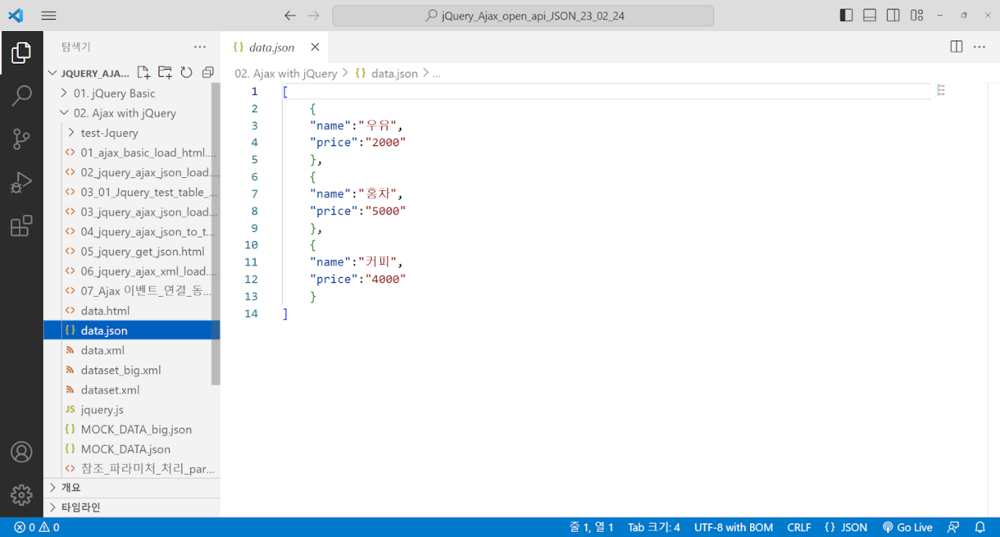 jQuery_Ajax_open_api_JSON_23_02_24
탐색기
JQUERY_AJA...
01. jQuery Basic
02. Ajax with jQuery
test-Jquery
01_ajax_basic_load_html....
02_jquery_ajax_json_load....
03_01_Jquery_test_table_...
03_jquery_ajax_json_load...
04_jquery_ajax_json_to_t...
05_jquery_get_json.html
06_jquery_ajax_xml_load....
07_Ajax 이벤트_연결_동...
data.html
data.json
data.xml
dataset_big.xml
dataset.xml
JS jquery.js
MOCK_DATA_big.json
MOCK_DATA.json
참조_파라미처_처리_par...
개요
타임라인
{} data.json
02. Ajax with jQuery > {} data.json > ...
1 [
2 {
3 "name":"우유",
4 "price":"2000"
5 },
6 {
7 "name":"홍차",
8 "price":"5000"
9 },
10 {
11 "name":"커피",
12 "price":"4000"
13 }
14 ]
0 0 줄 1, 열 1 Tab 크기: 4 UTF-8 with BOM CRLF {} JSON Go Live